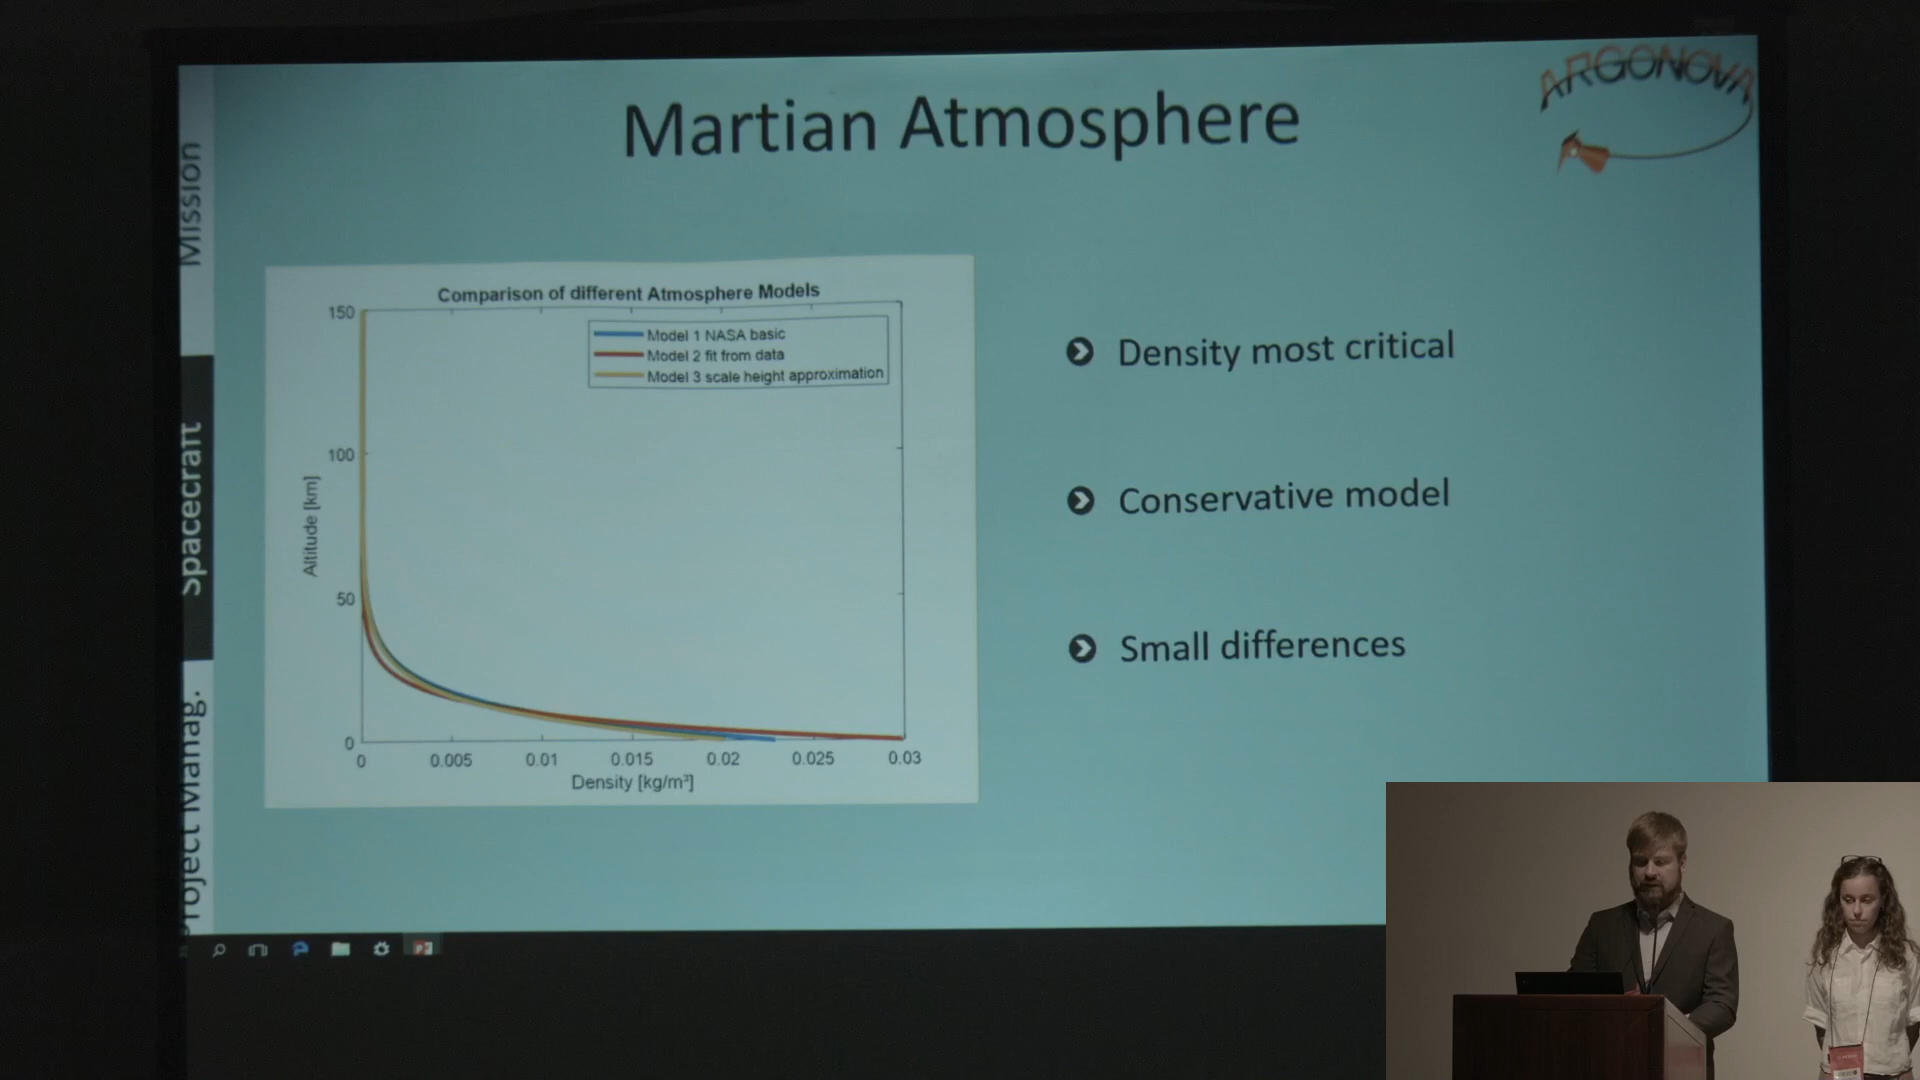 ARGONOVA
Martian Atmosphere
Mission
Spacecraft
Project Manag.
Comparison of different Atmosphere Models
Model 1 NASA basic
Model 2 fit from data
Model 3 scale height approximation
150
100
50
0
Altitude [km]
0 0.005 0.01 0.015 0.02 0.025 0.03
Density [kg/m³]
Density most critical
Conservative model
Small differences